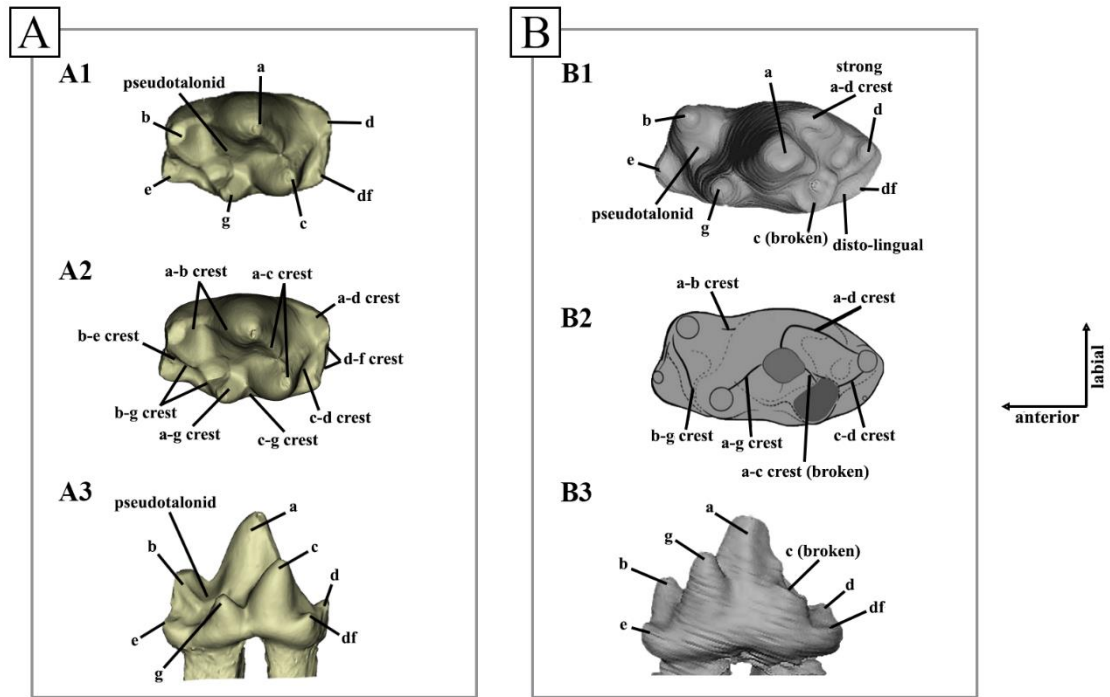 A
A1
a
pseudotalonid
b
d
e
df
g
c
A2
a-b crest
a-c crest
a-d crest
b-e crest
d-f crest
b-g crest
c-d crest
a-g crest
c-g crest
A3
pseudotalonid
a
b
c
d
e
df
g
B
B1
a
strong
a-d crest
b
d
e
df
pseudotalonid
g
c (broken)
disto-lingual
B2
a-b crest
a-d crest
b-g crest
c-d crest
a-g crest
a-c crest (broken)
B3
a
g
c (broken)
b
d
df
e
labial
anterior